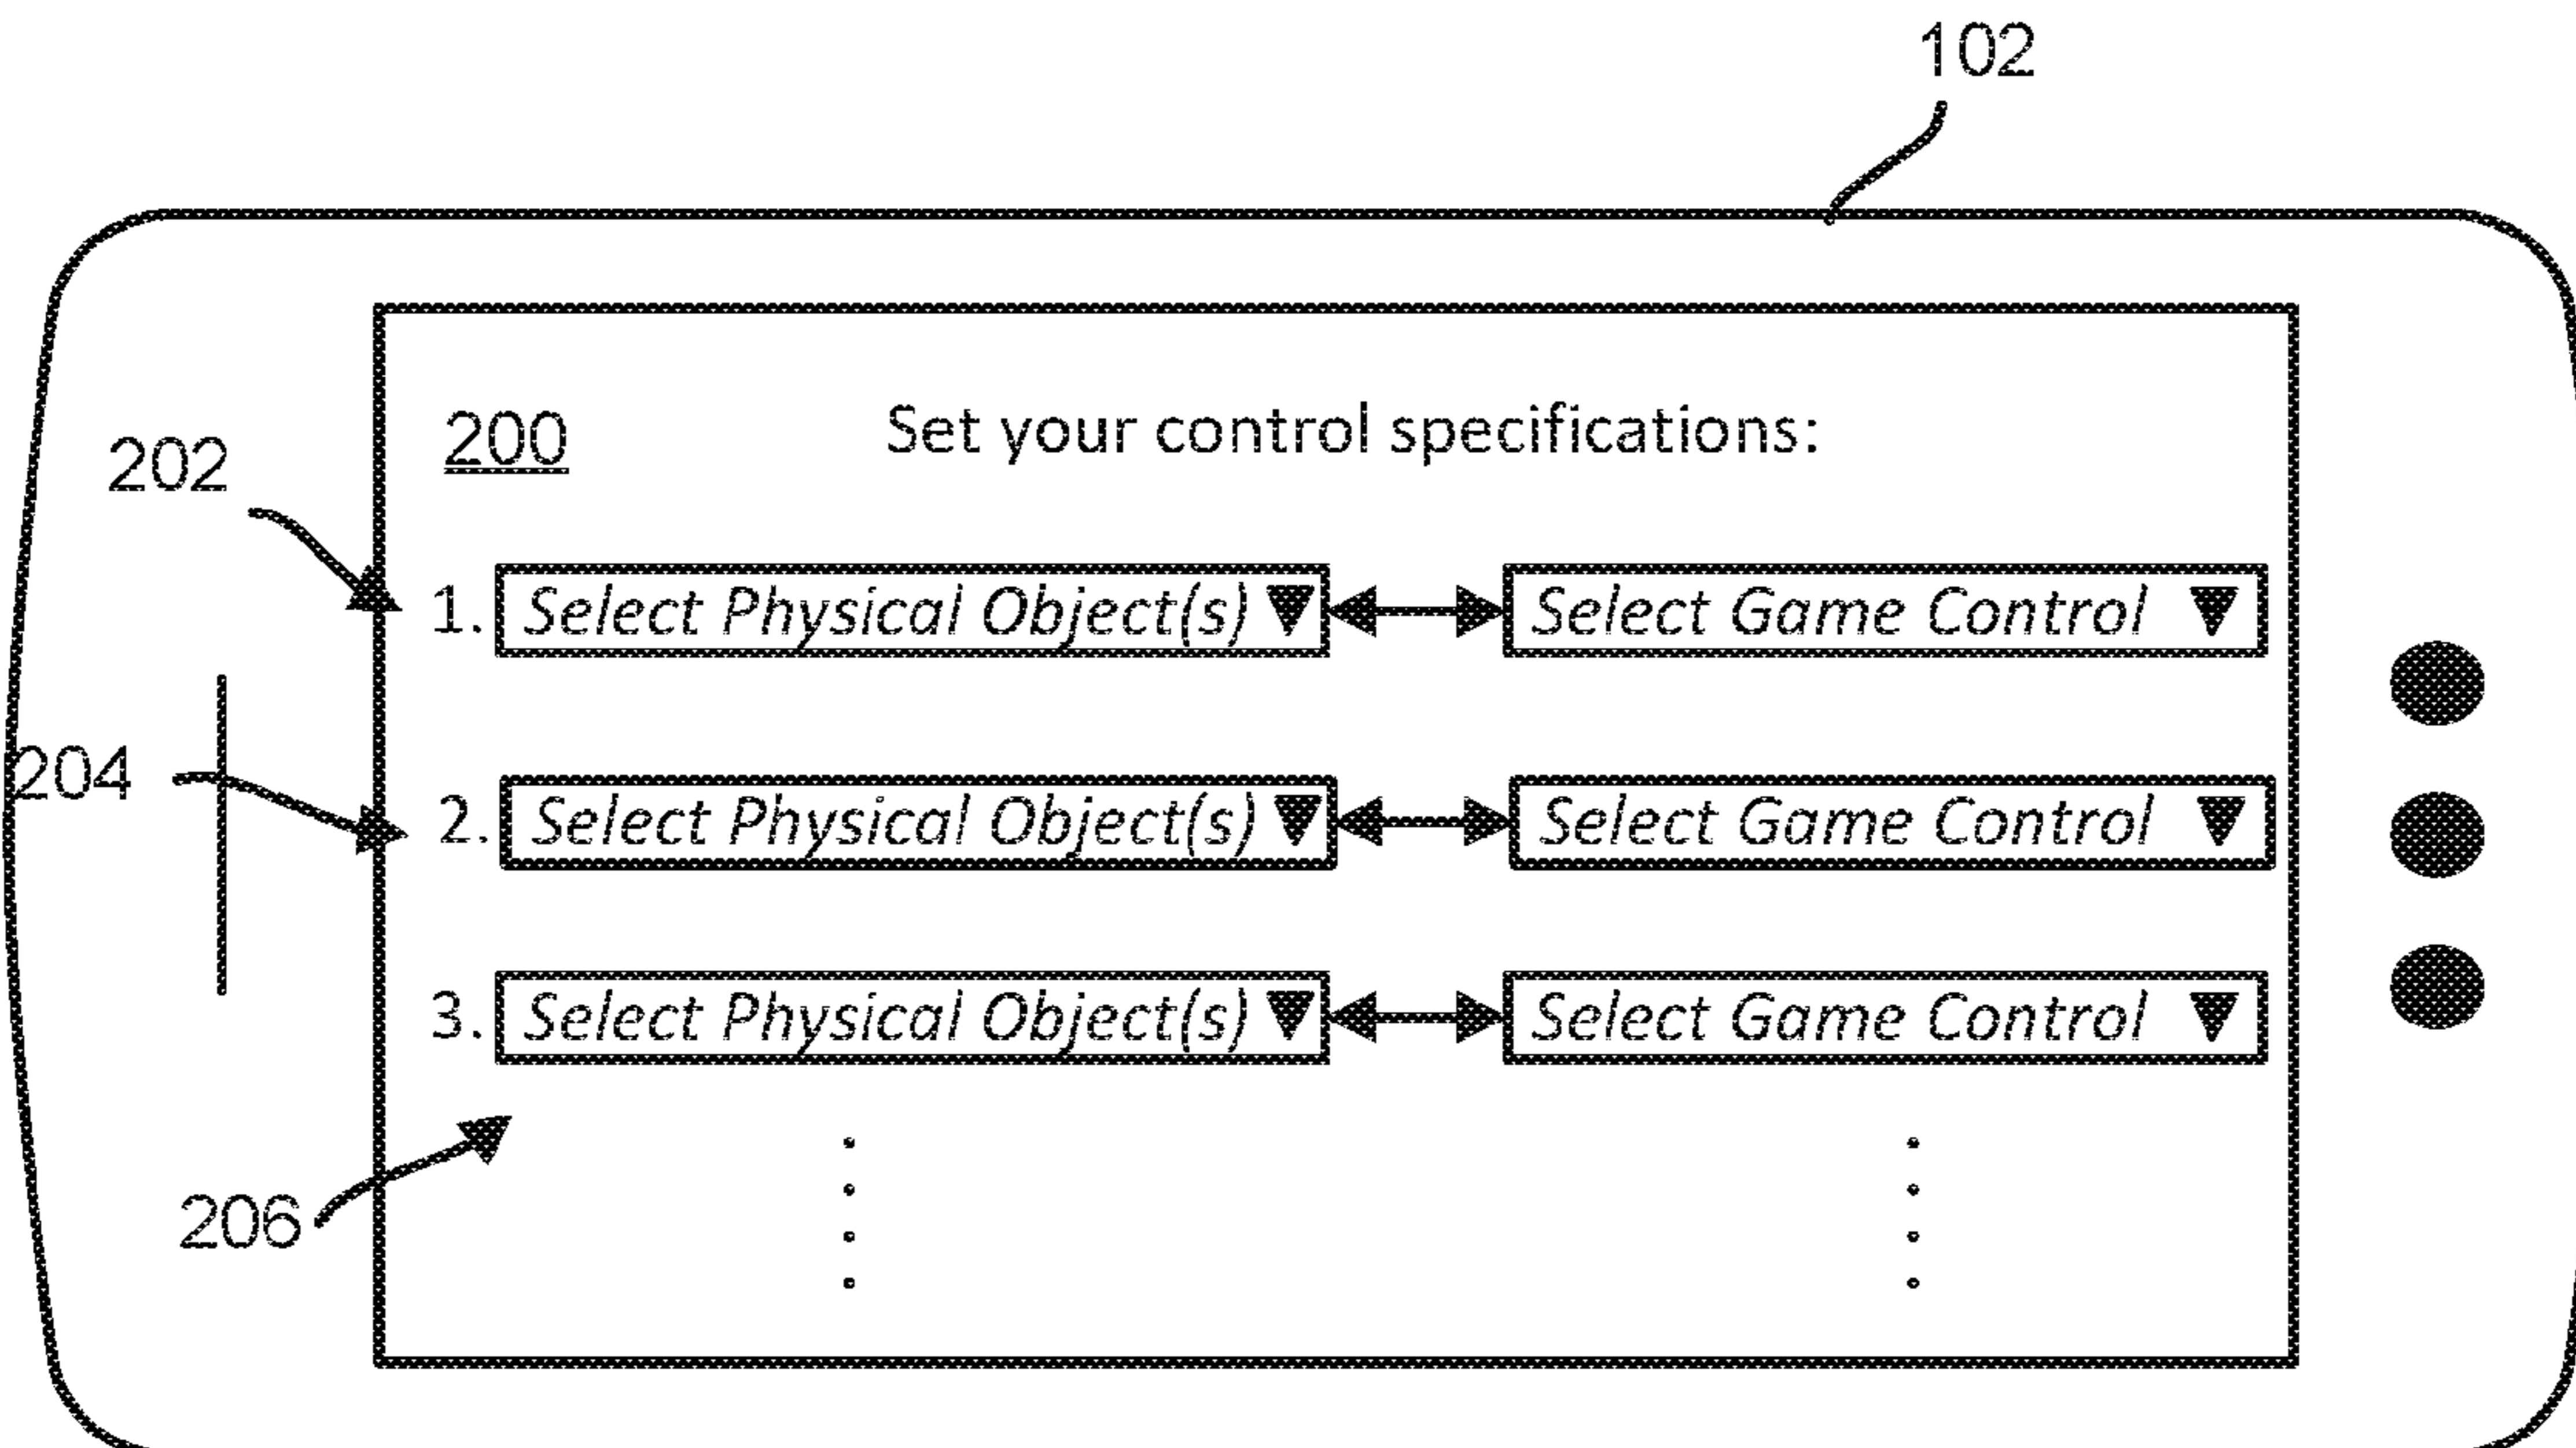 102
200 Set your control specifications:
202
1. Select Physical Object(s) Select Game Control
204
2. Select Physical Object(s) Select Game Control
3. Select Physical Object(s) Select Game Control
206